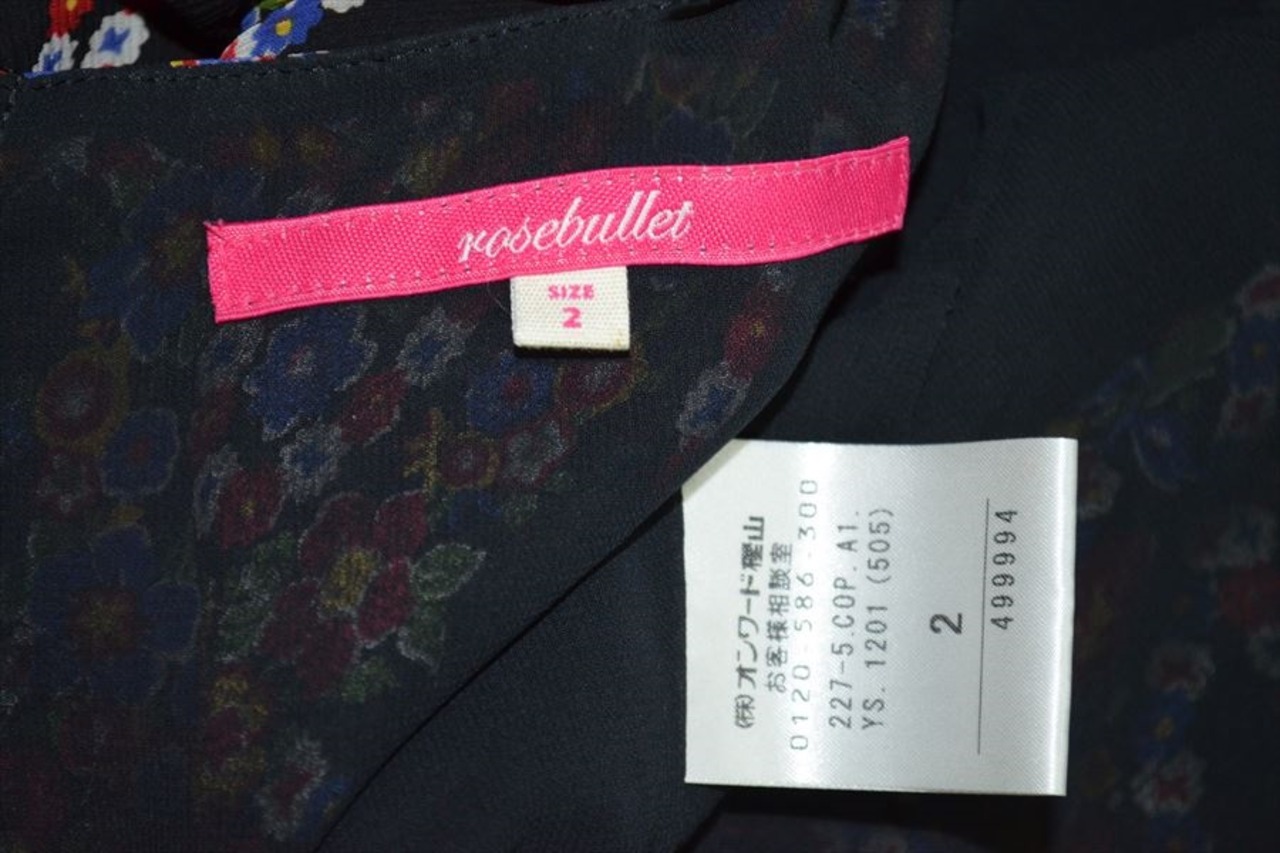 rosebullet
SIZE
2
㈱オンワード樫山
お客様相談室
0120-586-300
227-5.COP.A1.
YS.1201(505)
2
499994